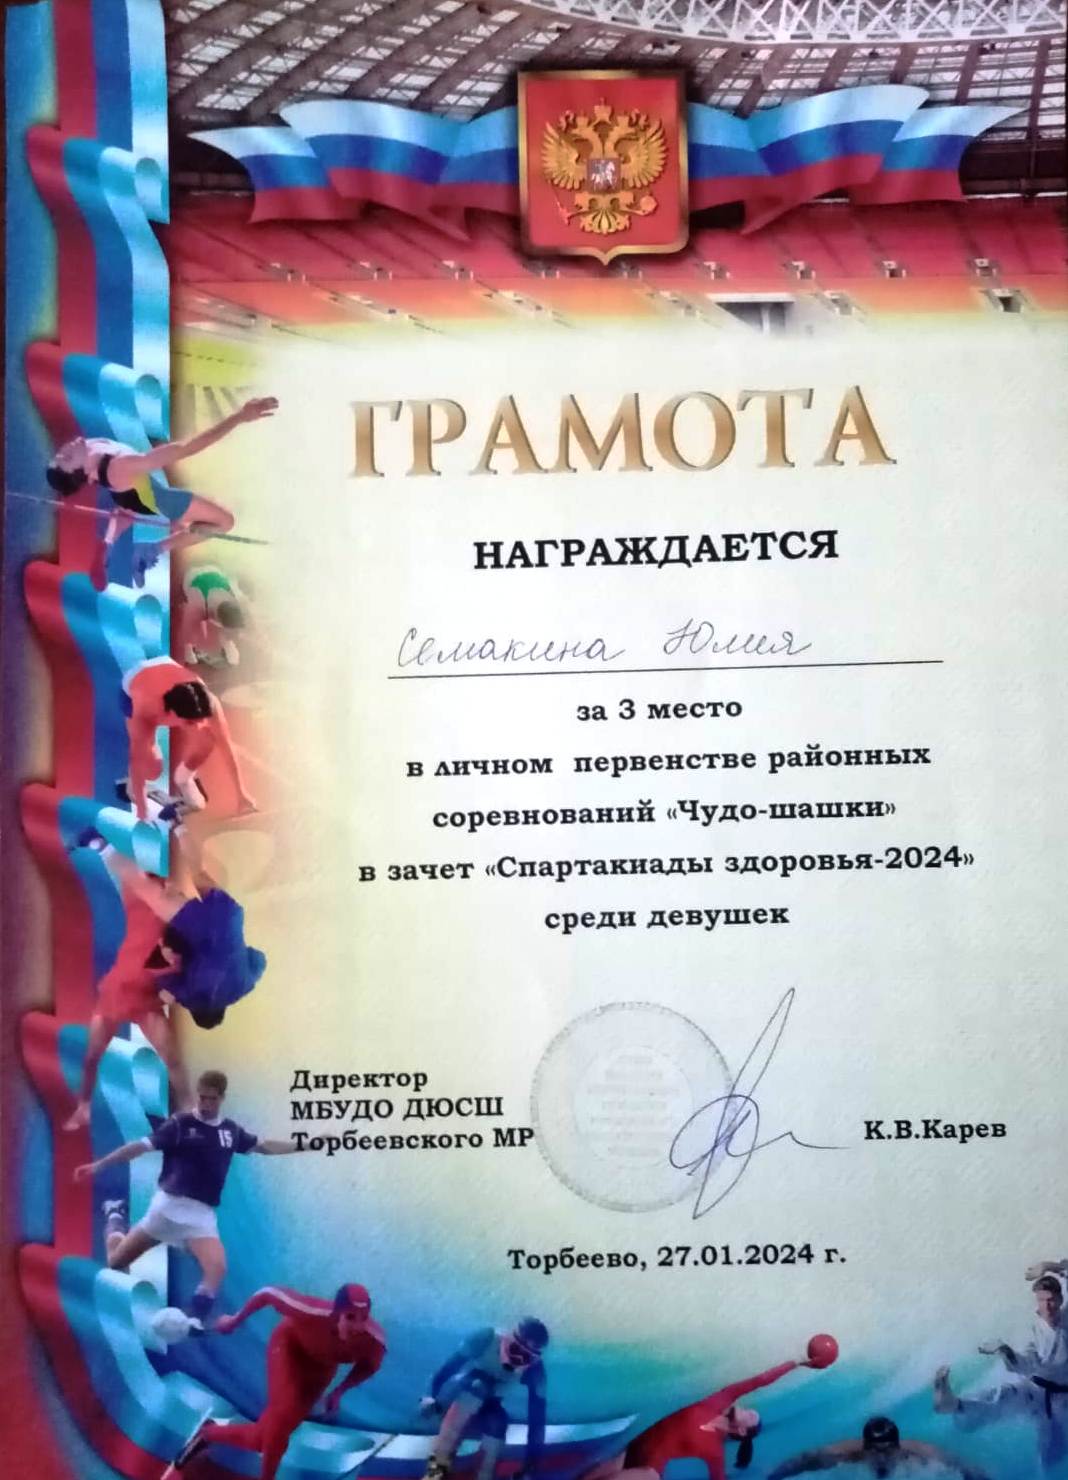 ГРАМОТА
НАГРАЖДАЕТСЯ
Семакина Юлия
за 3 место
в личном первенстве районных
соревнований «Чудо-шашки»
в зачет «Спартакиады здоровья-2024»
среди девушек
Директор
МБУДО ДЮСШ
Торбеевского МР
К.В.Карев
Торбеево, 27.01.2024 г.
15